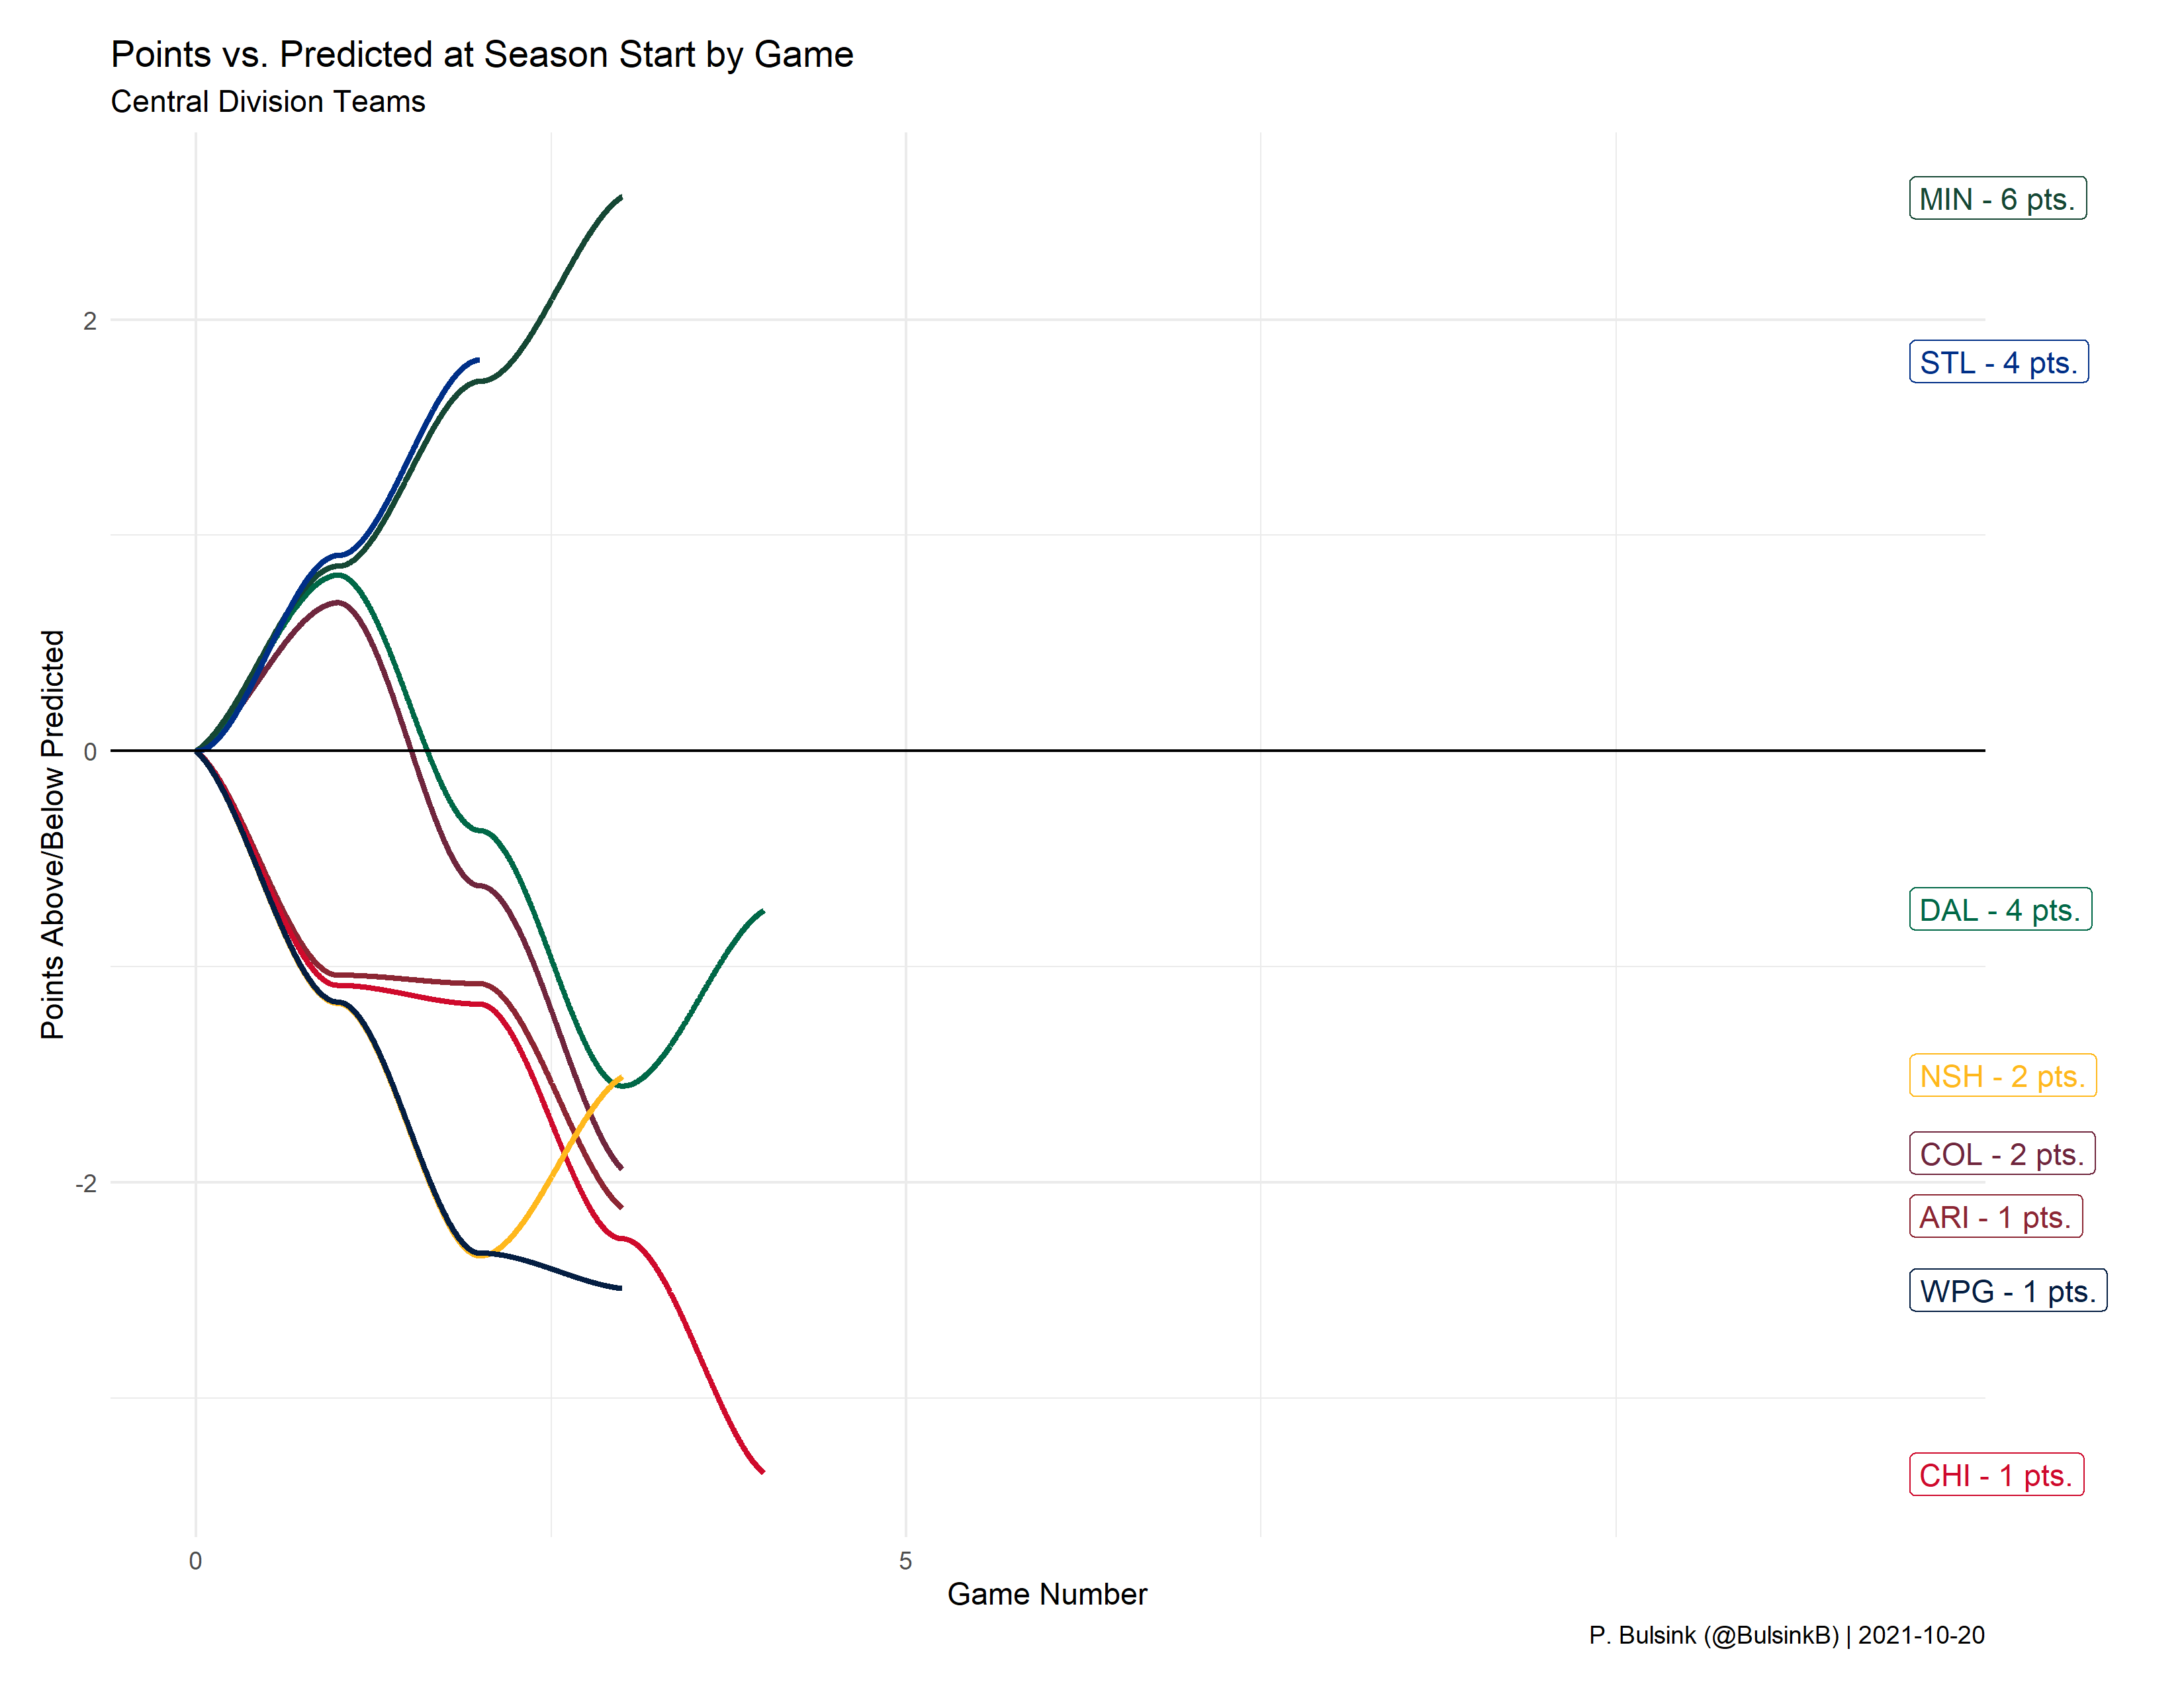 Points vs. Predicted at Season Start by Game
Central Division Teams
Points Above/Below Predicted
2
0
-2
MIN - 6 pts.
STL - 4 pts.
DAL - 4 pts.
NSH - 2 pts.
COL - 2 pts.
ARI - 1 pts.
WPG - 1 pts.
CHI - 1 pts.
0 5
Game Number
P. Bulsink (@BulsinkB) | 2021-10-20